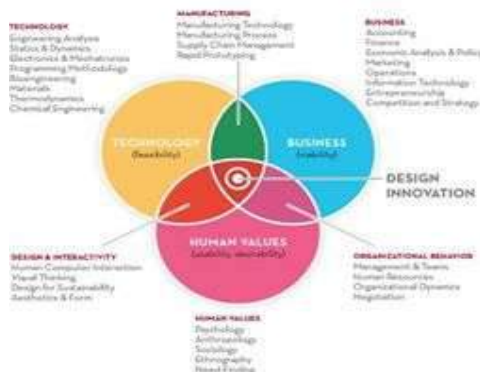 TECHNOLOGY
Engineering Analysis
Statics & Dynamics
Electronics & Mechatronics
Programming Methodology
Bioengineering
Materials
Thermodynamics
Chemical Engineering
MANUFACTURING
Manufacturing Technology
Manufacturing Process
Supply Chain Management
Rapid Prototyping
BUSINESS
Accounting
Finance
Economic Analysis & Policy
Marketing
Operations
Information Technology
Entrepreneurship
Competition and Strategy
TECHNOLOGY
(feasibility)
BUSINESS
(viability)
DESIGN
INNOVATION
HUMAN VALUES
(usability, desirability)
DESIGN & INTERACTIVITY
Human Computer Interaction
Visual Thinking
Design for Sustainability
Aesthetics & Form
ORGANIZATIONAL BEHAVIOR
Management & Teams
Human Resources
Organizational Dynamics
Negotiation
HUMAN VALUES
Psychology
Anthropology
Sociology
Ethnography
Need Finding